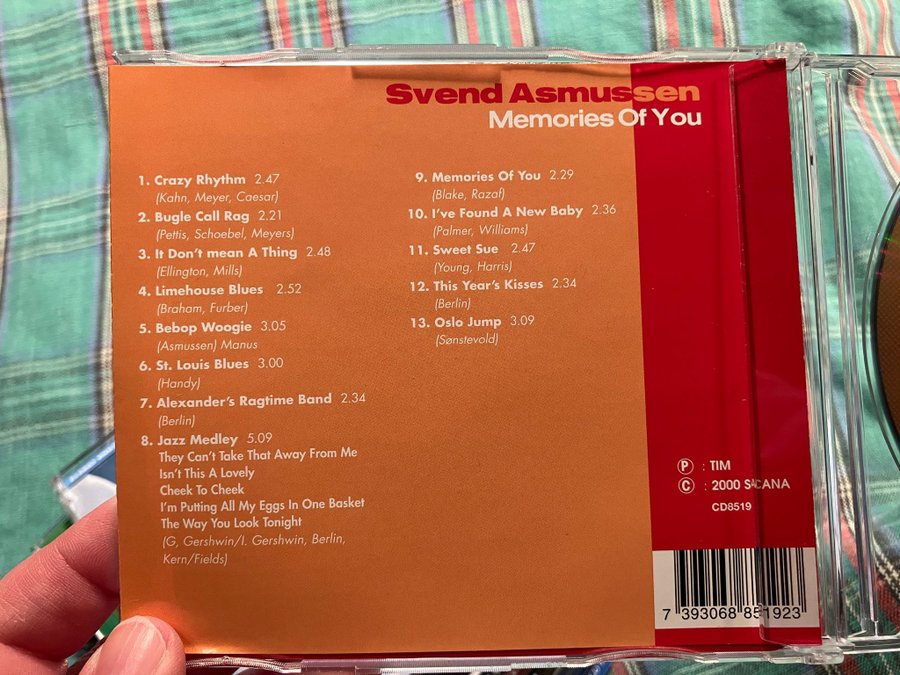 Svend Asmussen
Memories Of You
1. Crazy Rhythm 2.47
(Kahn, Meyer, Caesar)
2. Bugle Call Rag 2.21
(Pettis, Schoebel, Meyers)
3. It Don't mean A Thing 2.48
(Ellington, Mills)
4. Limehouse Blues 2.52
(Braham, Furber)
5. Bebop Woogie 3.05
(Asmussen) Manus
6. St. Louis Blues 3.00
(Handy)
7. Alexander's Ragtime Band 2.34
(Berlin)
8. Jazz Medley 5.09
They Can't Take That Away From Me
Isn't This A Lovely
Cheek To Cheek
I'm Putting All My Eggs In One Basket
The Way You Look Tonight
(G, Gershwin/I. Gershwin, Berlin,
Kern/Fields)
9. Memories Of You 2.29
(Blake, Razaf)
10. I've Found A New Baby 2.36
(Palmer, Williams)
11. Sweet Sue 2.47
(Young, Harris)
12. This Year's Kisses 2.34
(Berlin)
13. Oslo Jump 3.09
(Sønstevold)
Ⓟ : TIM
© : 2000
CD8519
7 393068 851923